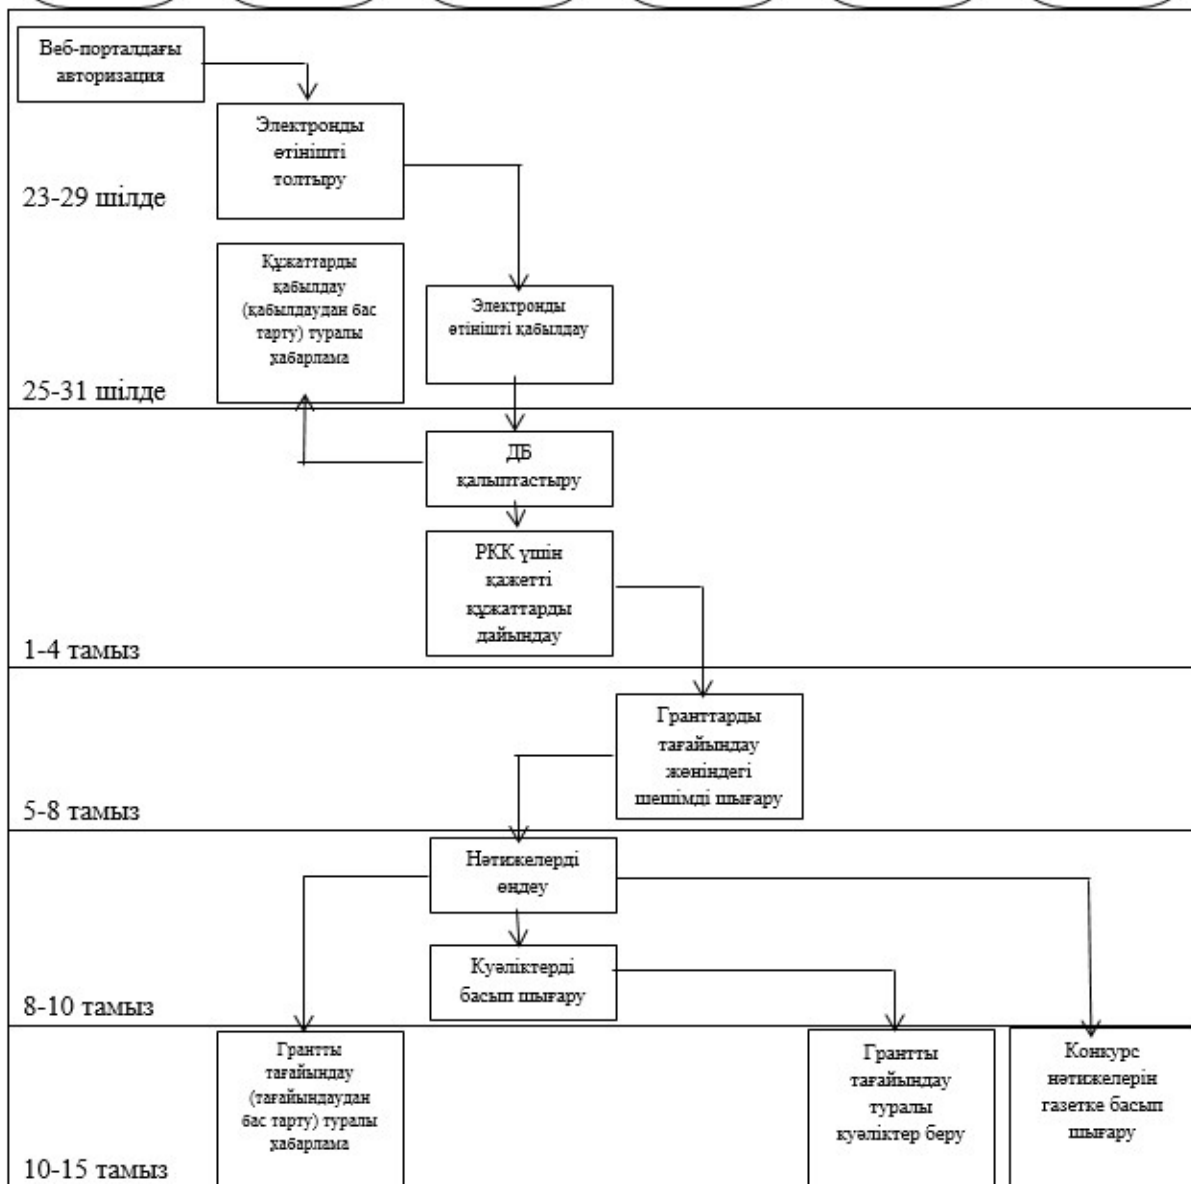 Веб-порталдағы
авторизация
Электронды
өтінішті
толтыру
23-29 шілде
Құжаттарды
қабылдау
(қабылдаудан бас
тарту) туралы
хабарлама
Электронды
өтінішті қабылдау
25-31 шілде
ДБ
қалыптастыру
РКК үшін
қажетті
құжаттарды
дайындау
1-4 тамыз
Гранттарды
тағайындау
жөніндегі
шешімді шығару
5-8 тамыз
Нәтижелерді
өңдеу
Куәліктерді
басып шығару
8-10 тамыз
Грантты
тағайындау
(тағайындаудан
бас тарту) туралы
хабарлама
Грантты
тағайындау
туралы
куәліктер беру
Конкурс
нәтижелерін
газетке басып
шығару
10-15 тамыз